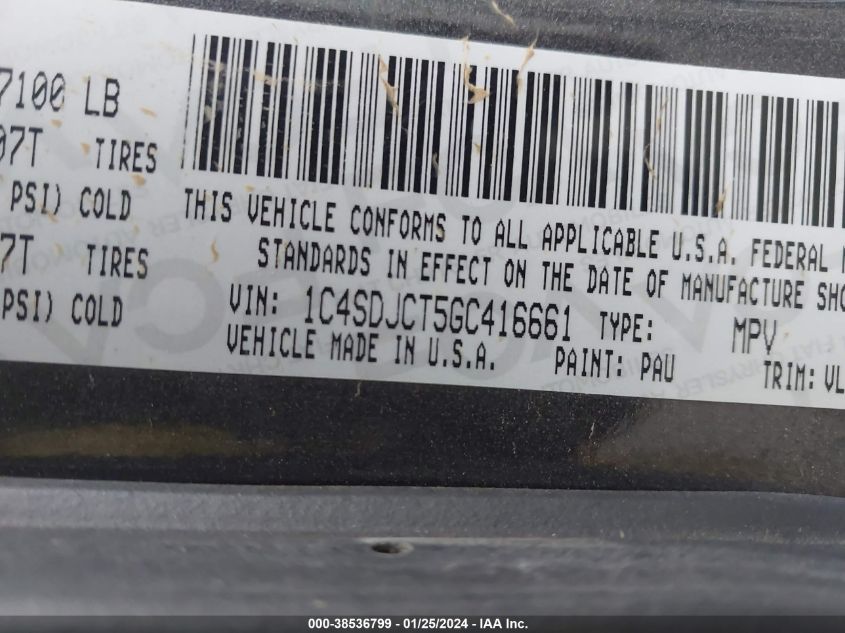 7100 LB
07T TIRES
PSI) COLD
7T TIRES
PSI) COLD
THIS VEHICLE CONFORMS TO ALL APPLICABLE U.S.A. FEDERAL
STANDARDS IN EFFECT ON THE DATE OF MANUFACTURE SHO
VIN: 1C4SDJCT5GC416661 TYPE: MPV
VEHICLE MADE IN U.S.A. PAINT: PAU TRIM: VL
000-38536799 - 01/25/2024 - IAA Inc.